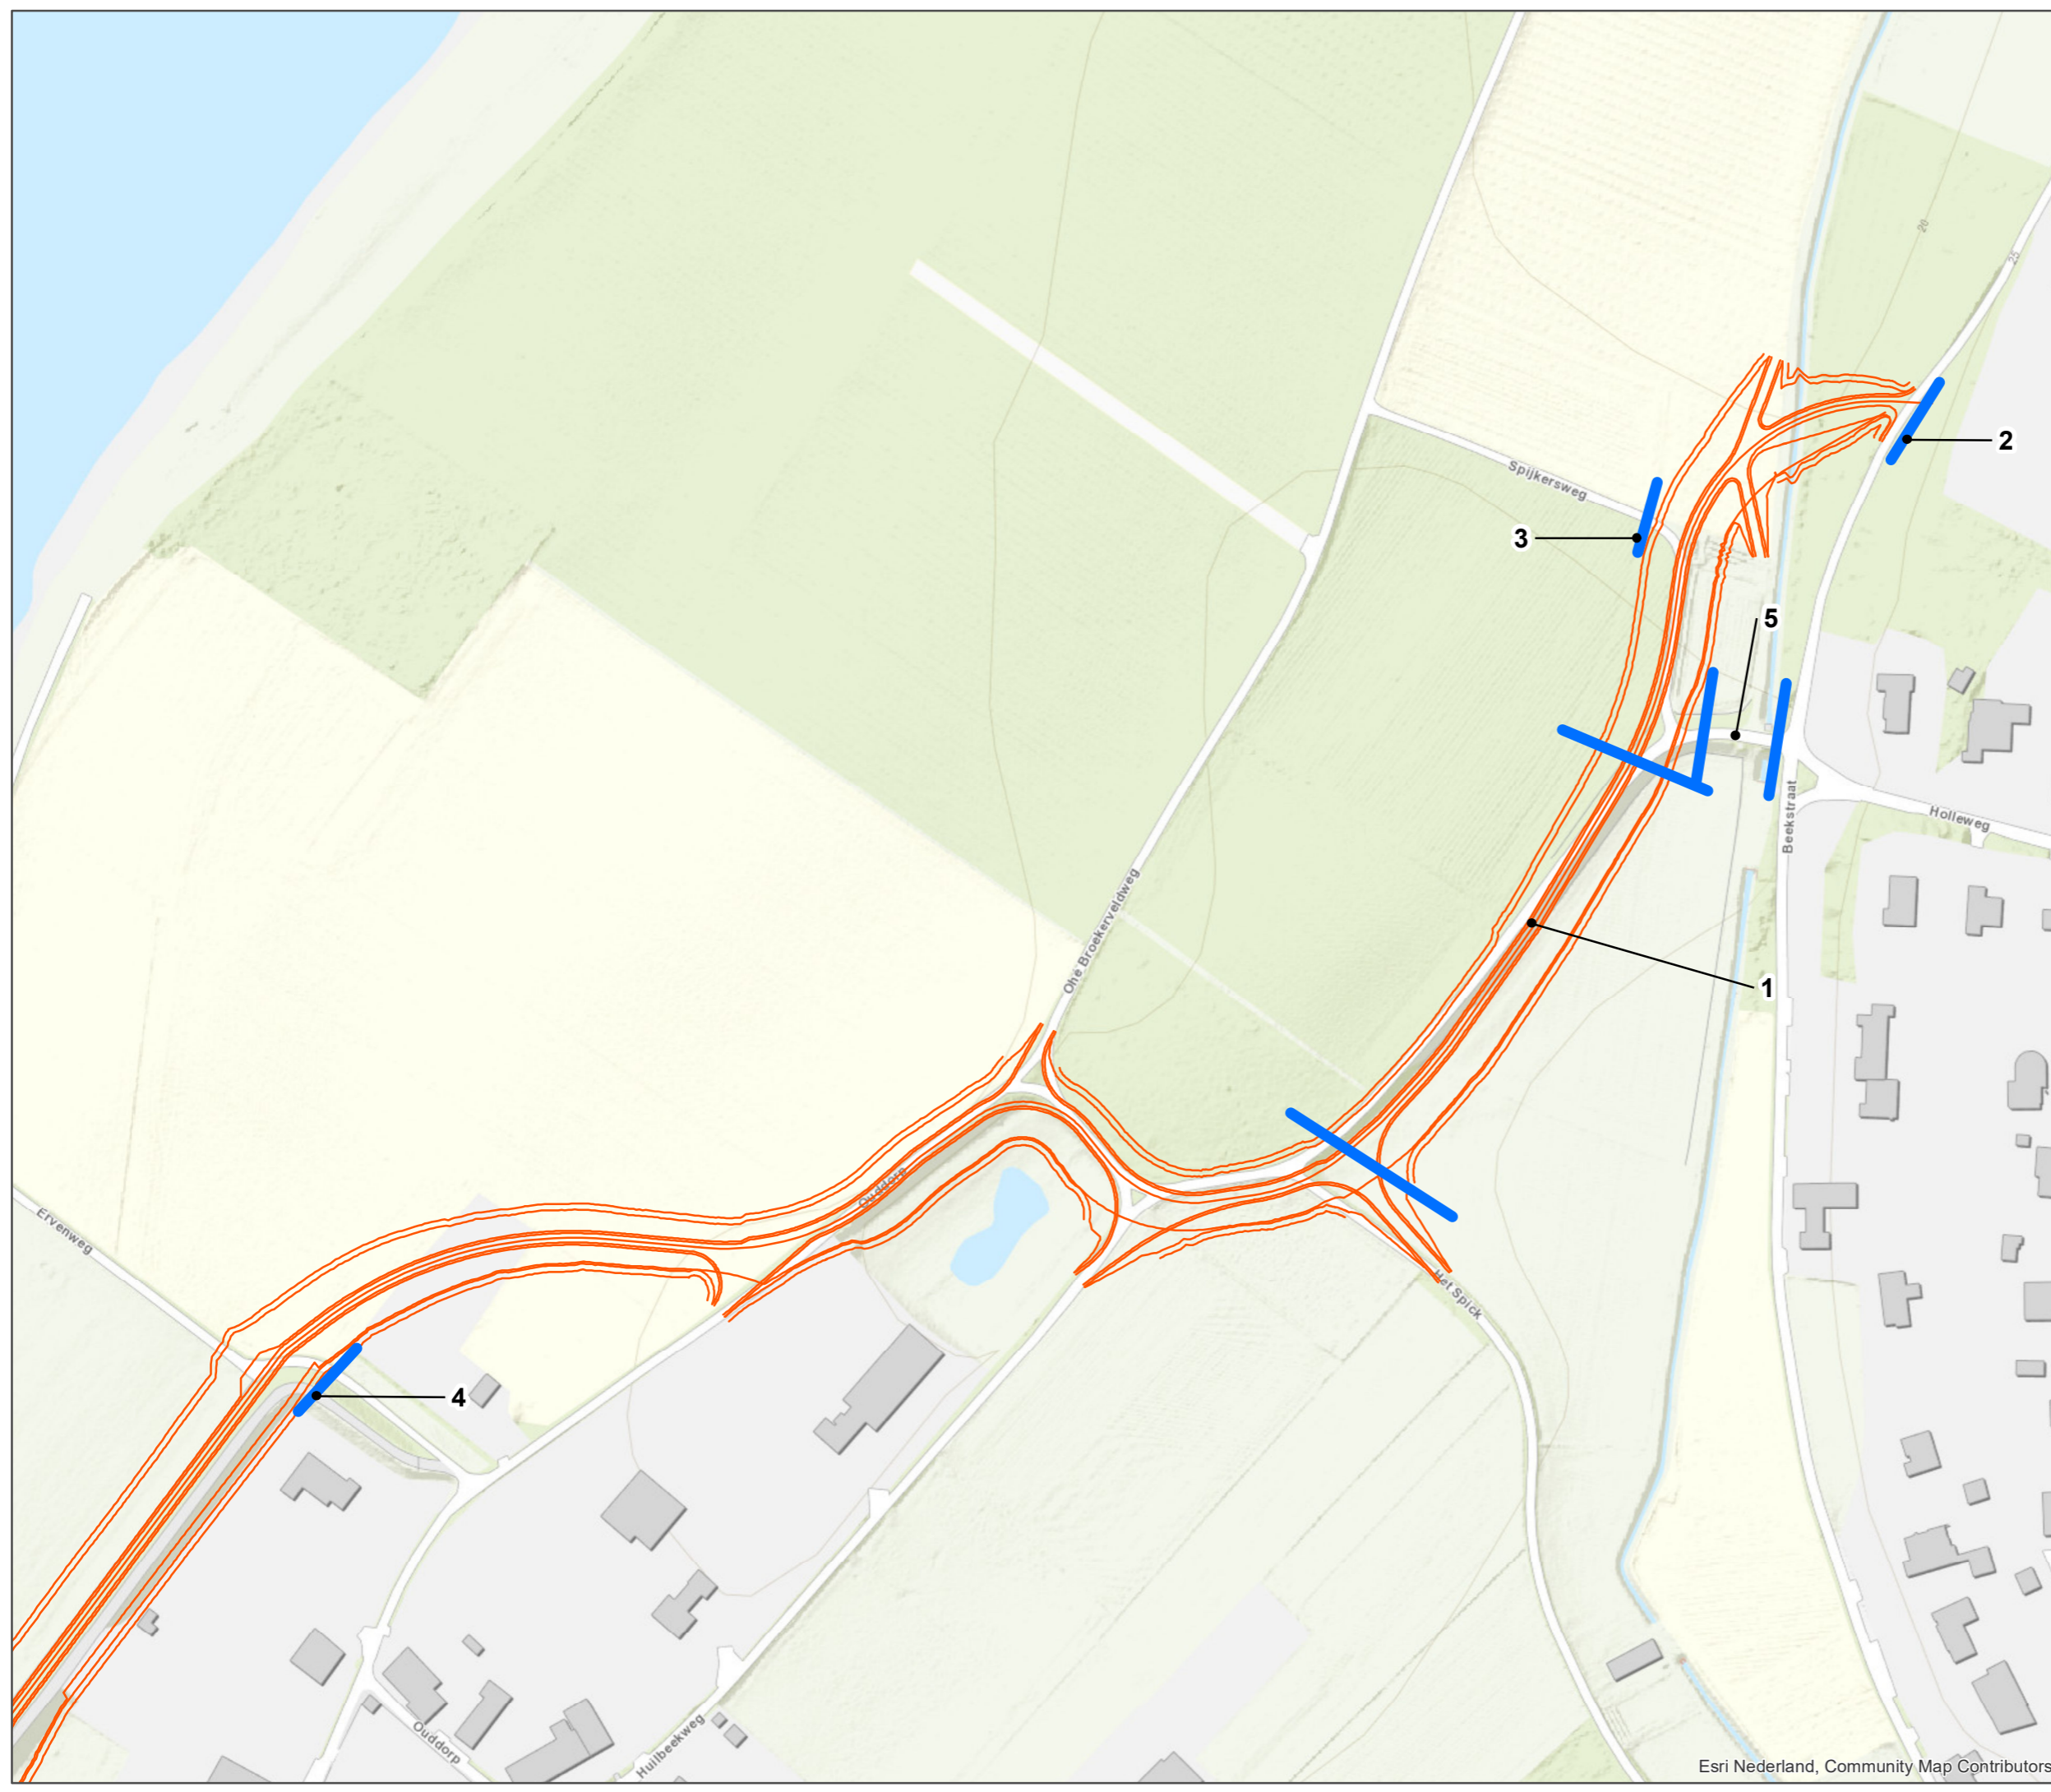 20
25
2
Spijkersweg
3
5
Holleweg
Beekstraat
Ohé Broekerveldweg
1
Ouddorp
Ervenweg
Het Spick
4
Ouddorp
Huilbeekweg
Esri Nederland, Community Map Contributors